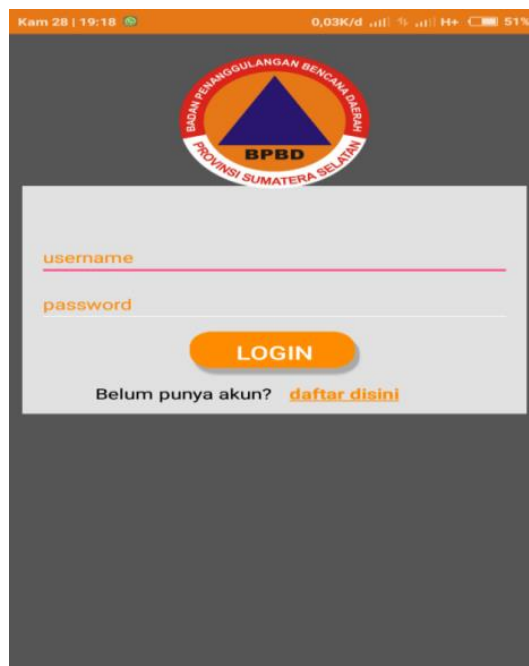 Kam 28 | 19:18
0,03K/d H+ 51%
BADAN PENANGGULANGAN BENCANA DAERAH
BPBD
PROVINSI SUMATERA SELATAN
username
password
LOGIN
Belum punya akun? daftar disini